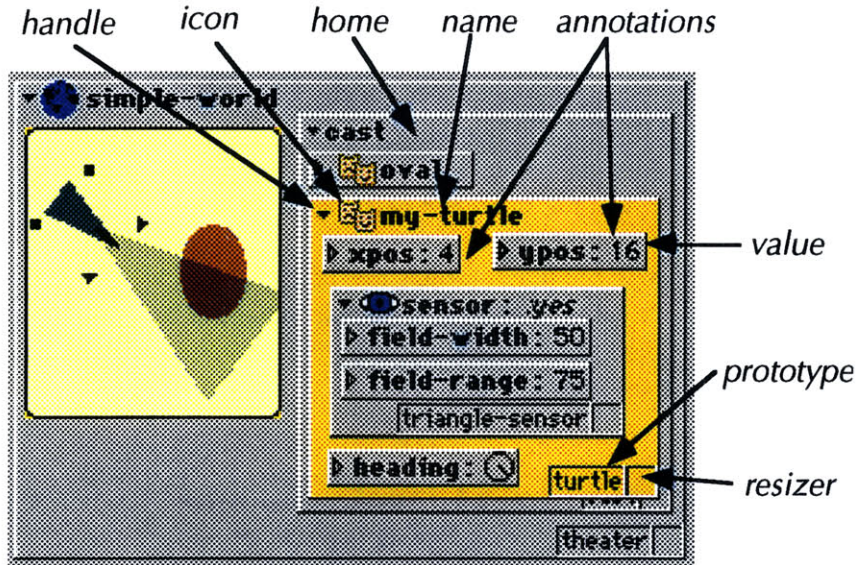 handle icon home name annotations
simple-world
cast
oval
my-turtle
xpos: 4 ypos: 16
value
sensor: yes
field-width: 50
field-range: 75
prototype
triangle-sensor
heading:
turtle
resizer
theater